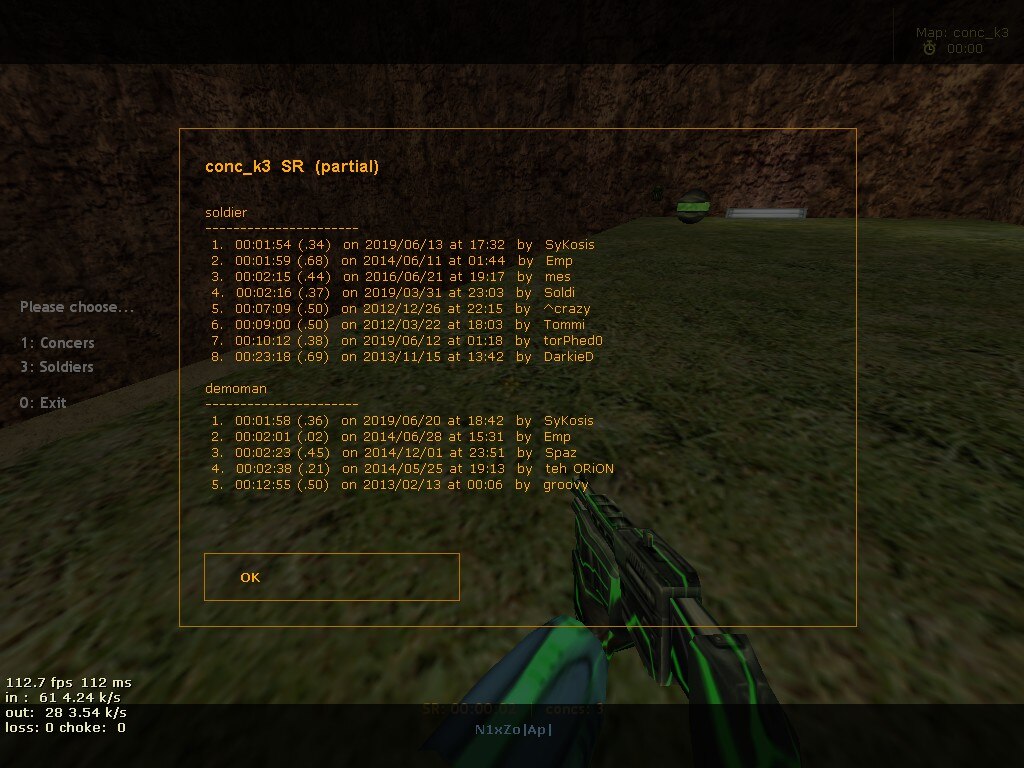 Map: conc_k3
00:00
conc_k3 SR (partial)
soldier
----------------------
1. 00:01:54 (.34) on 2019/06/13 at 17:32 by SyKosis
2. 00:01:59 (.68) on 2014/06/11 at 01:44 by Emp
3. 00:02:15 (.44) on 2016/06/21 at 19:17 by mes
4. 00:02:16 (.37) on 2019/03/31 at 23:03 by Soldi
5. 00:07:09 (.50) on 2012/12/26 at 22:15 by ^crazy
6. 00:09:00 (.50) on 2012/03/22 at 18:03 by Tommi
7. 00:10:12 (.38) on 2019/06/12 at 01:18 by torPhed0
8. 00:23:18 (.69) on 2013/11/15 at 13:42 by DarkieD
demoman
----------------------
1. 00:01:58 (.36) on 2019/06/20 at 18:42 by SyKosis
2. 00:02:01 (.02) on 2014/06/28 at 15:31 by Emp
3. 00:02:23 (.45) on 2014/12/01 at 23:51 by Spaz
4. 00:02:38 (.21) on 2014/05/25 at 19:13 by teh ORiON
5. 00:12:55 (.50) on 2013/02/13 at 00:06 by groovy
OK
Please choose...
1: Concers
3: Soldiers
0: Exit
112.7 fps 112 ms
in : 61 4.24 k/s
out: 28 3.54 k/s
loss: 0 choke: 0
SR: 00:00:02 concs: 3
N1xZo|Ap|